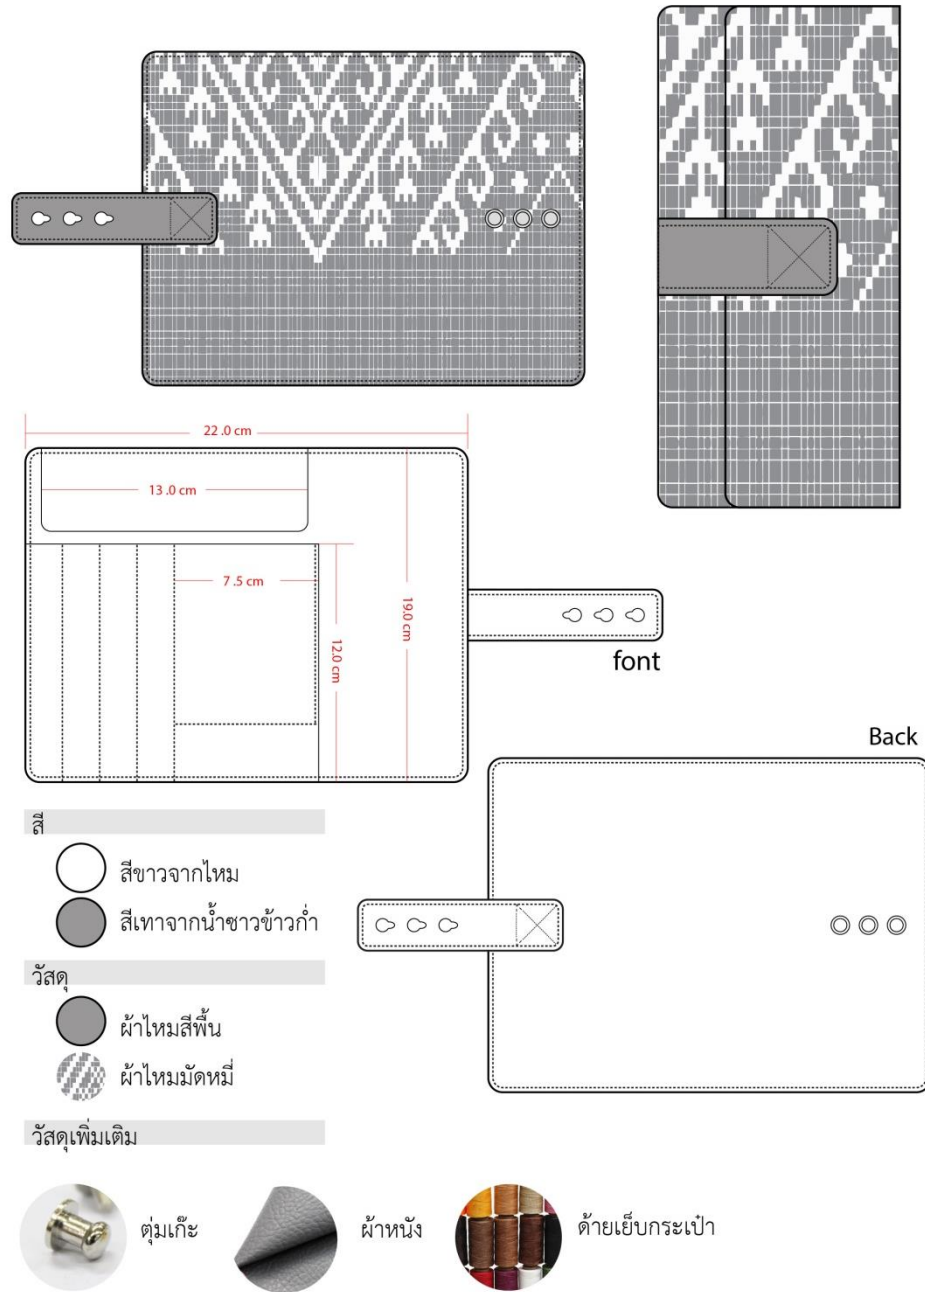 22 .0 cm
13 .0 cm
7 .5 cm
19.0 cm
12.0 cm
font
Back
สี
สีขาวจากไหม
สีเทาจากน้ำซาวข้าวก่ำ
วัสดุ
ผ้าไหมสีพื้น
ผ้าไหมมัดหมี่
วัสดุเพิ่มเติม
ตุ่มเก๊ะ
ผ้าหนัง
ด้ายเย็บกระเป๋า